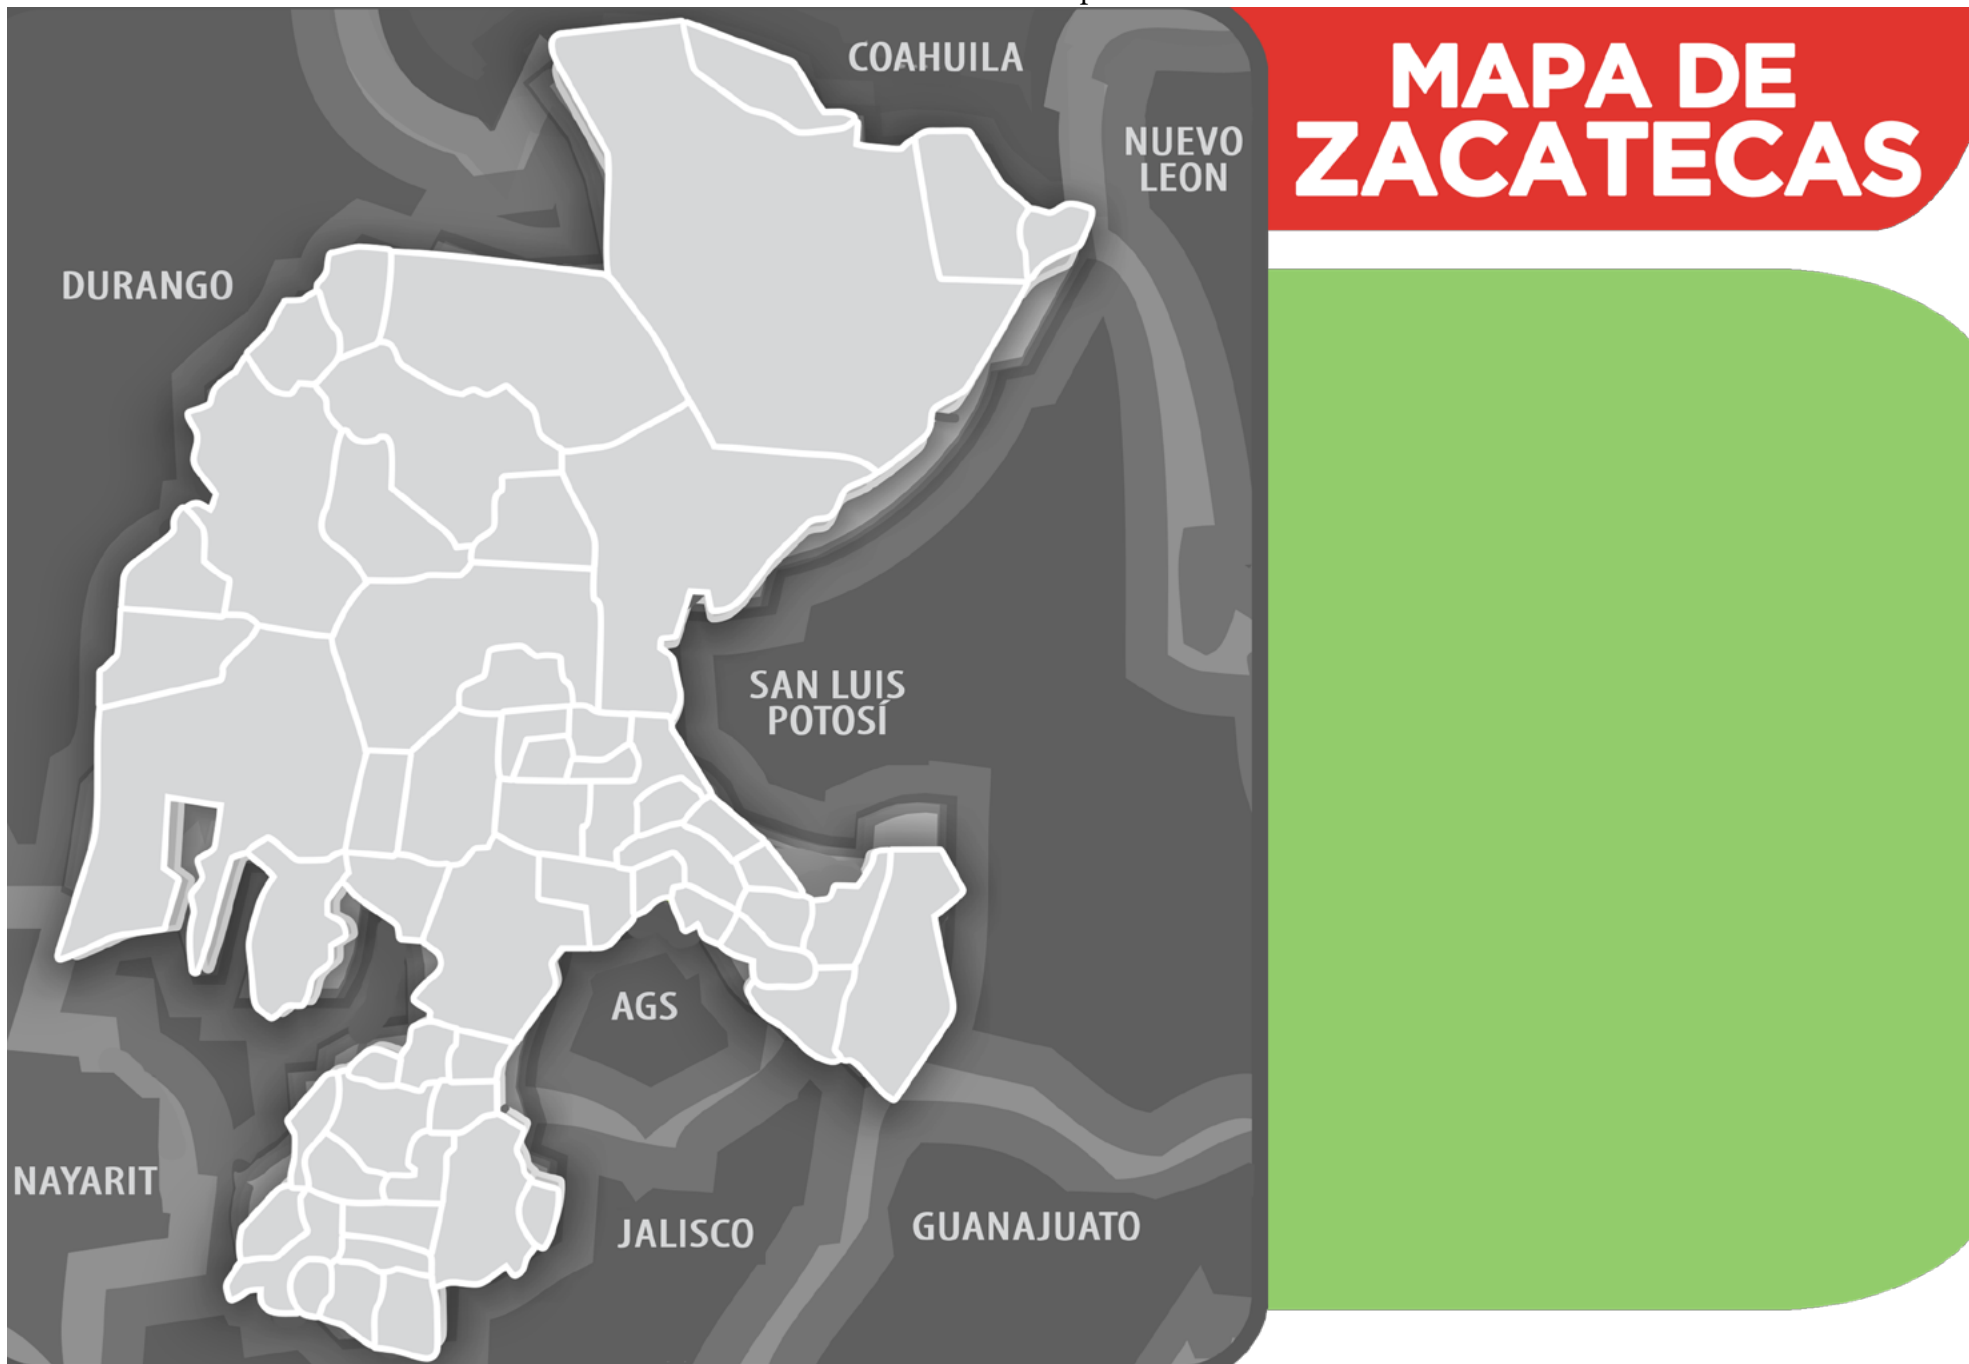 COAHUILA
MAPA DE
ZACATECAS
NUEVO
LEON
DURANGO
SAN LUIS
POTOSÍ
AGS
NAYARIT
JALISCO
GUANAJUATO